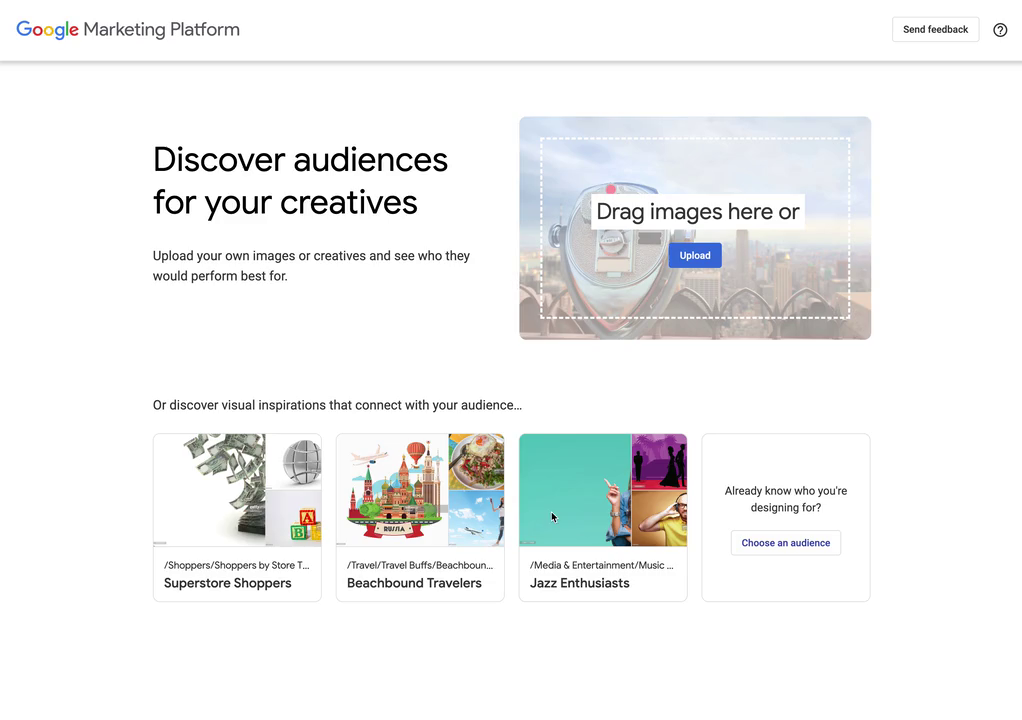 Google Marketing Platform
Send feedback
Discover audiences
for your creatives
Upload your own images or creatives and see who they
would perform best for.
Drag images here or
Upload
Or discover visual inspirations that connect with your audience...
A
B
/Shoppers/Shoppers by Store T...
Superstore Shoppers
RUSSIA
/Travel/Travel Buffs/Beachboun...
Beachbound Travelers
/Media & Entertainment/Music ...
Jazz Enthusiasts
Already know who you're
designing for?
Choose an audience